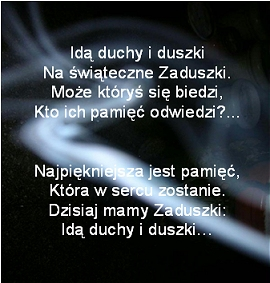 Idą duchy i duszki
Na świąteczne Zaduszki.
Może któryś się biedzi,
Kto ich pamięć odwiedzi?...
Najpiękniejsza jest pamięć,
Która w sercu zostanie.
Dzisiaj mamy Zaduszki:
Idą duchy i duszki...